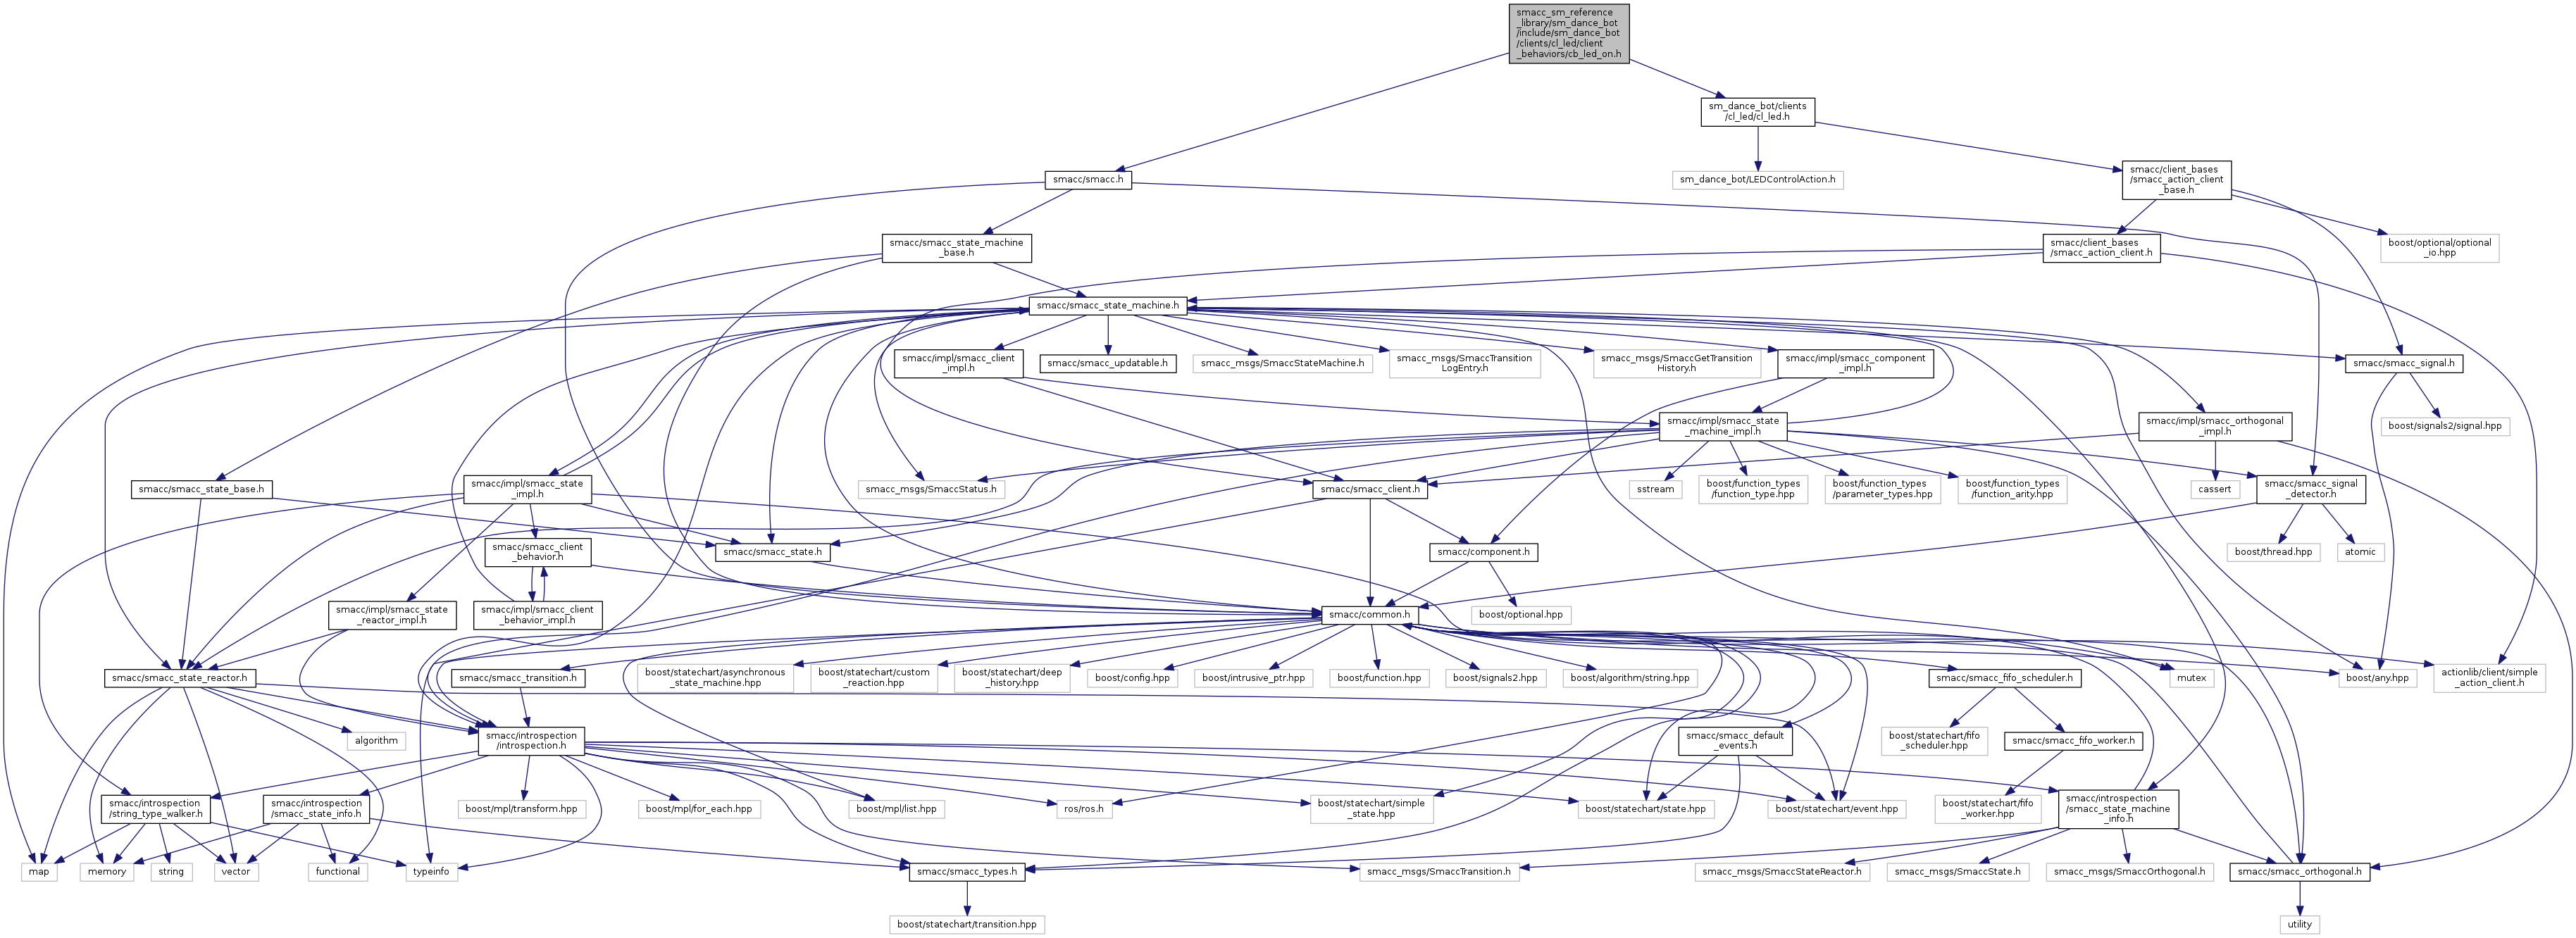 smacc_sm_reference
_library/sm_dance_bot
/include/sm_dance_bot
/clients/cl_led/client
_behaviors/cb_led_on.h
sm_dance_bot/clients
/cl_led/cl_led.h
smacc/smacc.h
sm_dance_bot/LEDControlAction.h
smacc/client_bases
/smacc_action_client
_base.h
smacc/smacc_state_machine
_base.h
smacc/client_bases
/smacc_action_client.h
boost/optional/optional
_io.hpp
smacc/smacc_state_machine.h
smacc/impl/smacc_client
_impl.h
smacc/smacc_updatable.h
smacc_msgs/SmaccStateMachine.h
smacc_msgs/SmaccTransition
LogEntry.h
smacc_msgs/SmaccGetTransition
History.h
smacc/impl/smacc_component
_impl.h
smacc/smacc_signal.h
smacc/impl/smacc_state
_machine_impl.h
smacc/impl/smacc_orthogonal
_impl.h
boost/signals2/signal.hpp
smacc/smacc_state_base.h
smacc/impl/smacc_state
_impl.h
smacc_msgs/SmaccStatus.h
smacc/smacc_client.h
sstream
boost/function_types
/function_type.hpp
boost/function_types
/parameter_types.hpp
boost/function_types
/function_arity.hpp
cassert
smacc/smacc_signal
_detector.h
smacc/smacc_client
_behavior.h
smacc/smacc_state.h
smacc/component.h
boost/thread.hpp
atomic
smacc/impl/smacc_state
_reactor_impl.h
smacc/impl/smacc_client
_behavior_impl.h
smacc/common.h
boost/optional.hpp
smacc/smacc_state_reactor.h
smacc/smacc_transition.h
boost/statechart/asynchronous
_state_machine.hpp
boost/statechart/custom
_reaction.hpp
boost/statechart/deep
_history.hpp
boost/config.hpp
boost/intrusive_ptr.hpp
boost/function.hpp
boost/signals2.hpp
boost/algorithm/string.hpp
smacc/smacc_fifo_scheduler.h
mutex
boost/any.hpp
actionlib/client/simple
_action_client.h
algorithm
smacc/introspection
/introspection.h
smacc/smacc_default
_events.h
boost/statechart/fifo
_scheduler.hpp
smacc/smacc_fifo_worker.h
smacc/introspection
/string_type_walker.h
smacc/introspection
/smacc_state_info.h
boost/mpl/transform.hpp
boost/mpl/for_each.hpp
boost/mpl/list.hpp
ros/ros.h
boost/statechart/simple
_state.hpp
boost/statechart/state.hpp
boost/statechart/event.hpp
boost/statechart/fifo
_worker.hpp
smacc/introspection
/smacc_state_machine
_info.h
map
memory
string
vector
functional
typeinfo
smacc/smacc_types.h
smacc_msgs/SmaccTransition.h
smacc_msgs/SmaccStateReactor.h
smacc_msgs/SmaccState.h
smacc_msgs/SmaccOrthogonal.h
smacc/smacc_orthogonal.h
boost/statechart/transition.hpp
utility